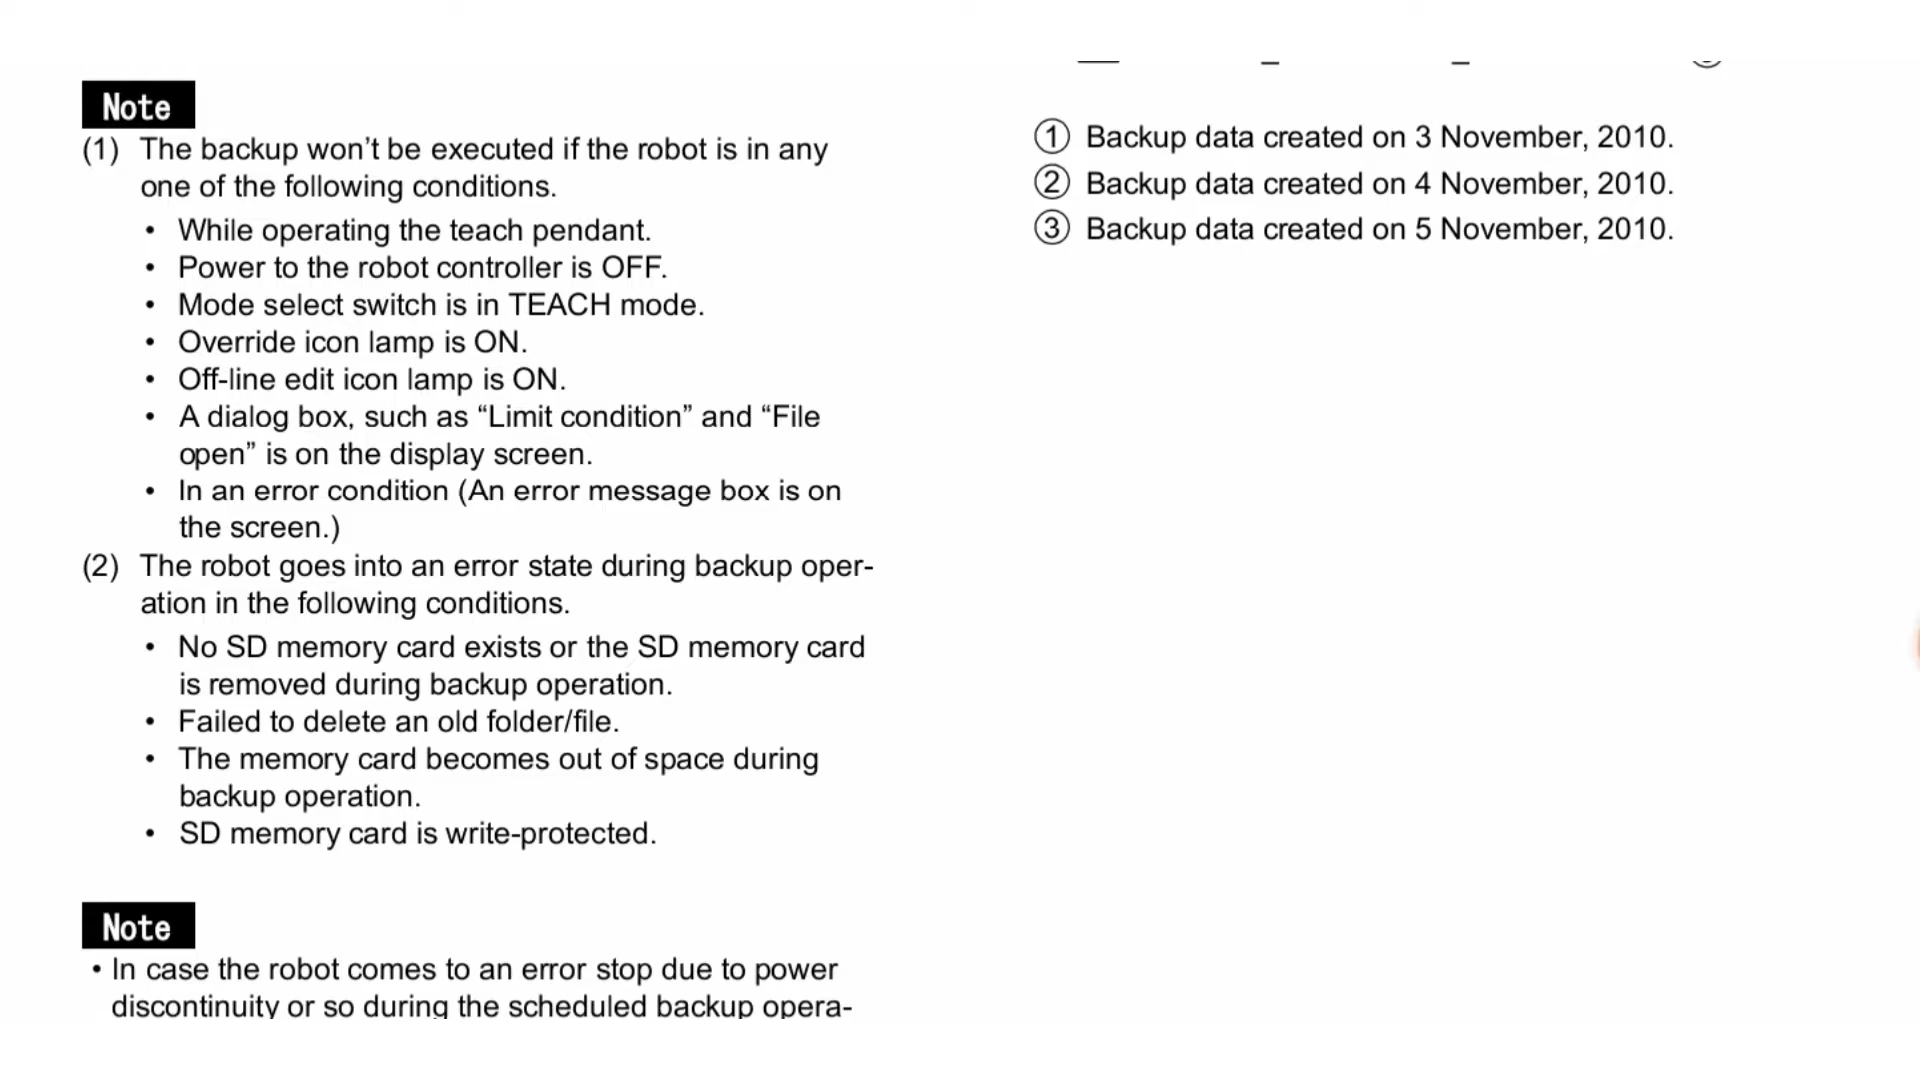 Note
(1) The backup won’t be executed if the robot is in any
one of the following conditions.
• While operating the teach pendant.
• Power to the robot controller is OFF.
• Mode select switch is in TEACH mode.
• Override icon lamp is ON.
• Off-line edit icon lamp is ON.
• A dialog box, such as “Limit condition” and “File
open” is on the display screen.
• In an error condition (An error message box is on
the screen.)
(2) The robot goes into an error state during backup oper-
ation in the following conditions.
• No SD memory card exists or the SD memory card
is removed during backup operation.
• Failed to delete an old folder/file.
• The memory card becomes out of space during
backup operation.
• SD memory card is write-protected.
Note
• In case the robot comes to an error stop due to power
discontinuity or so during the scheduled backup opera-
① Backup data created on 3 November, 2010.
② Backup data created on 4 November, 2010.
③ Backup data created on 5 November, 2010.